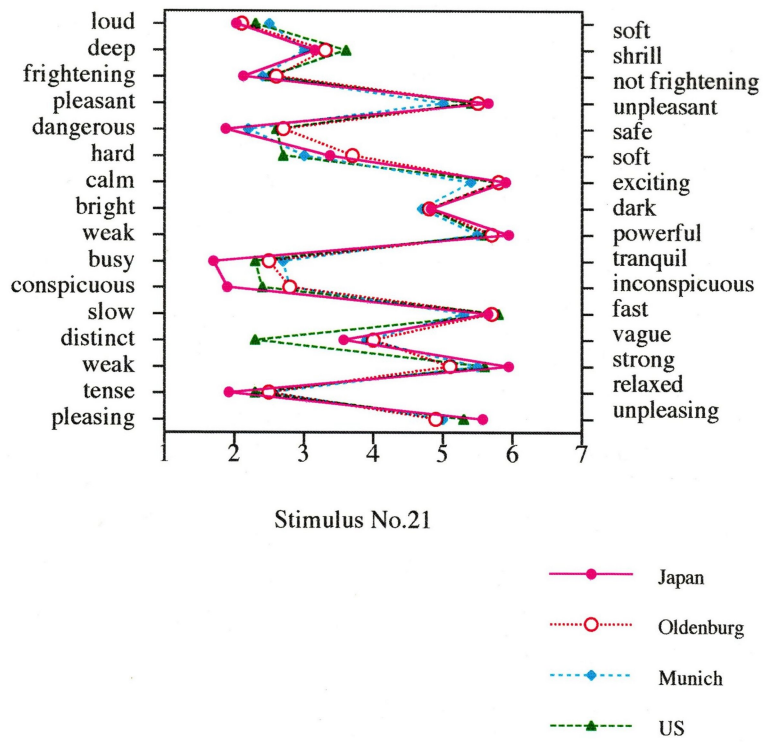 loud soft
deep shrill
frightening not frightening
pleasant unpleasant
dangerous safe
hard soft
calm exciting
bright dark
weak powerful
busy tranquil
conspicuous inconspicuous
slow fast
distinct vague
weak strong
tense relaxed
pleasing unpleasing
1 2 3 4 5 6 7
Stimulus No.21
Japan
Oldenburg
Munich
US